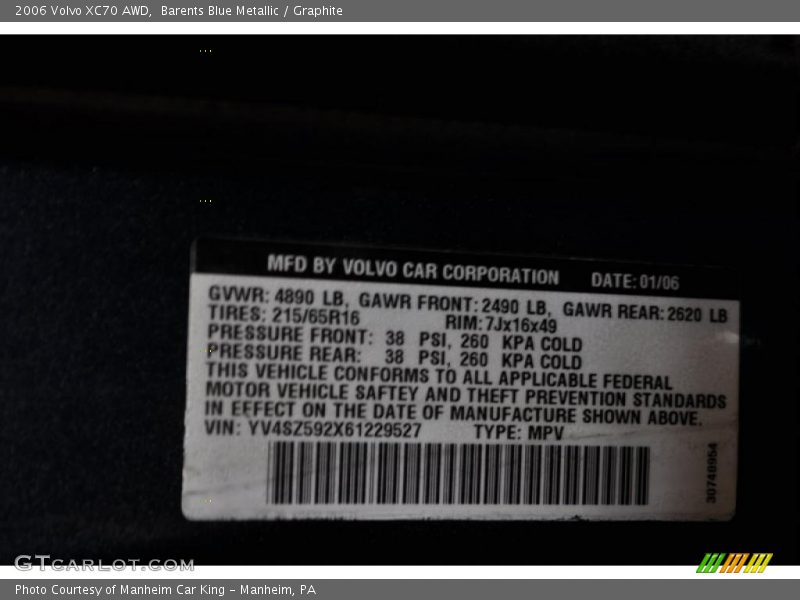 2006 Volvo XC70 AWD,  Barents Blue Metallic / Graphite
MFD BY VOLVO CAR CORPORATION DATE: 01/06
GVWR: 4890 LB, GAWR FRONT: 2490 LB, GAWR REAR: 2620 LB
TIRES: 215/65R16 RIM: 7Jx16x49
PRESSURE FRONT: 38 PSI, 260 KPA COLD
PRESSURE REAR: 38 PSI, 260 KPA COLD
THIS VEHICLE CONFORMS TO ALL APPLICABLE FEDERAL
MOTOR VEHICLE SAFTEY AND THEFT PREVENTION STANDARDS
IN EFFECT ON THE DATE OF MANUFACTURE SHOWN ABOVE.
VIN: YV4SZ592X61229527 TYPE: MPV
30748954
GTCARLOT.COM
Photo Courtesy of Manheim Car King - Manheim, PA